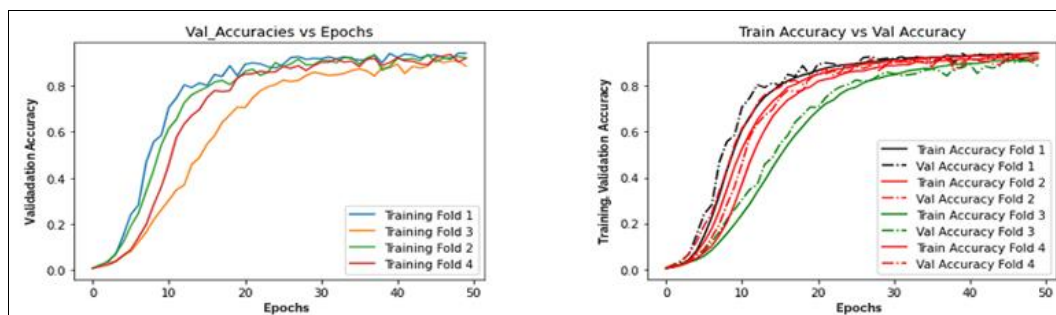 Val_Accuracies vs Epochs
Validadation Accuracy
0.8
0.6
0.4
0.2
0.0
Training Fold 1
Training Fold 3
Training Fold 2
Training Fold 4
0 10 20 30 40 50
Epochs
Train Accuracy vs Val Accuracy
Training, Validation Accuracy
0.8
0.6
0.4
0.2
0.0
Train Accuracy Fold 1
Val Accuracy Fold 1
Train Accuracy Fold 2
Val Accuracy Fold 2
Train Accuracy Fold 3
Val Accuracy Fold 3
Train Accuracy Fold 4
Val Accuracy Fold 4
0 10 20 30 40 50
Epochs